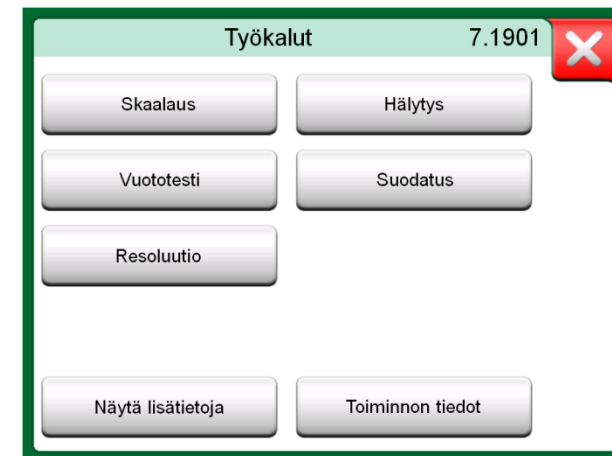 Työkalut 7.1901
Skaalaus Hälytys
Vuototesti Suodatus
Resoluutio
Näytä lisätietoja Toiminnon tiedot